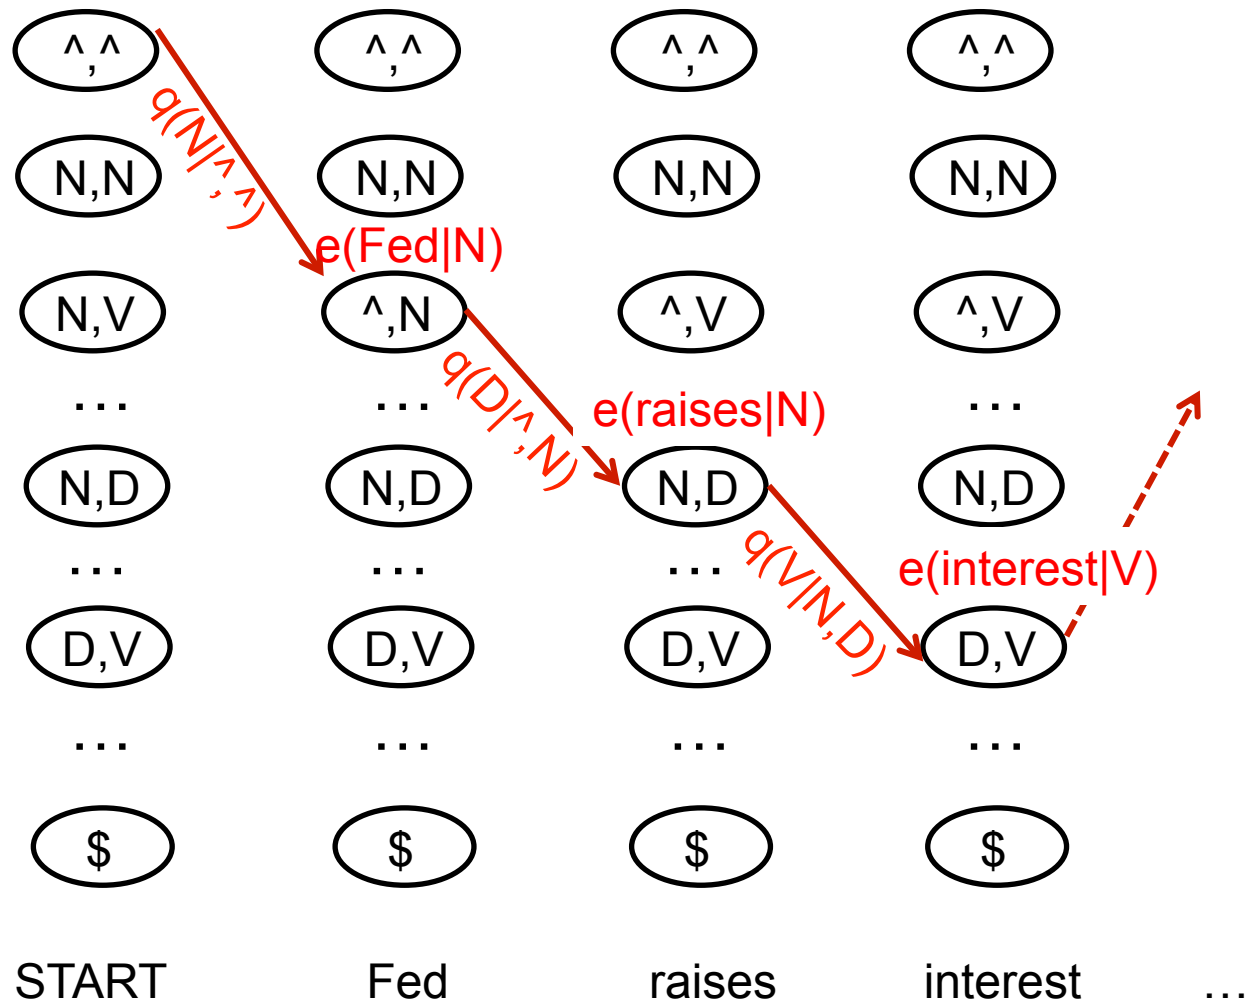 ^,^ ^,^ ^,^ ^,^
q(N|^,^)
N,N N,N N,N N,N
e(Fed|N)
N,V ^,N ^,V ^,V
q(D|^,N)
... ... ...
e(raises|N)
N,D N,D N,D N,D
q(V|N,D)
... ... ...
e(interest|V)
D,V D,V D,V D,V
... ... ... ...
$ $ $ $
START Fed raises interest ...